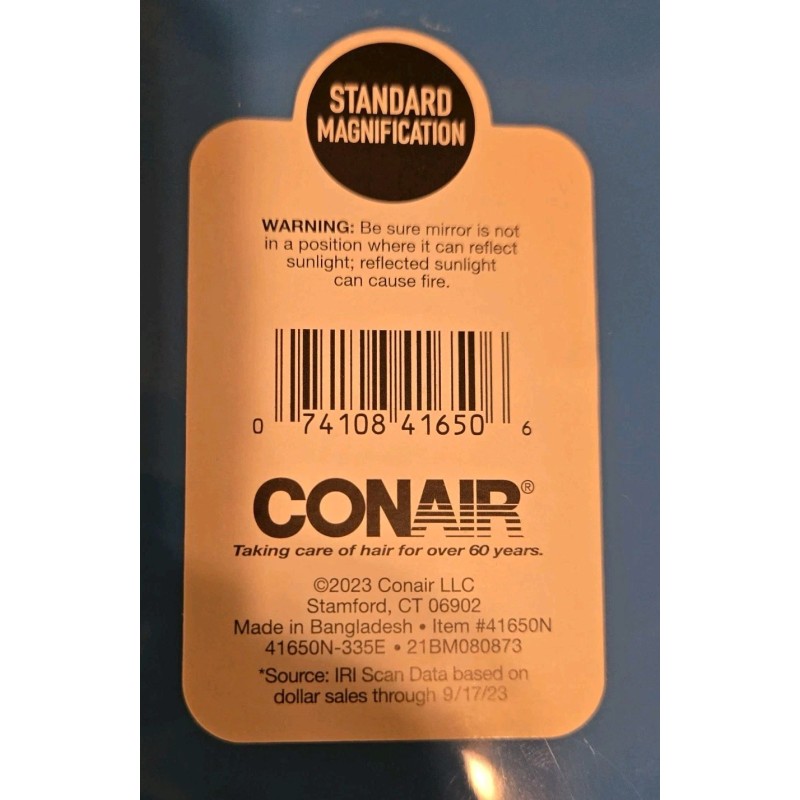 STANDARD
MAGNIFICATION
WARNING: Be sure mirror is not
in a position where it can reflect
sunlight; reflected sunlight
can cause fire.
0 74108 41650 6
CONAIR®
Taking care of hair for over 60 years.
©2023 Conair LLC
Stamford, CT 06902
Made in Bangladesh • Item #41650N
41650N-335E • 21BM080873
*Source: IRI Scan Data based on
dollar sales through 9/17/23